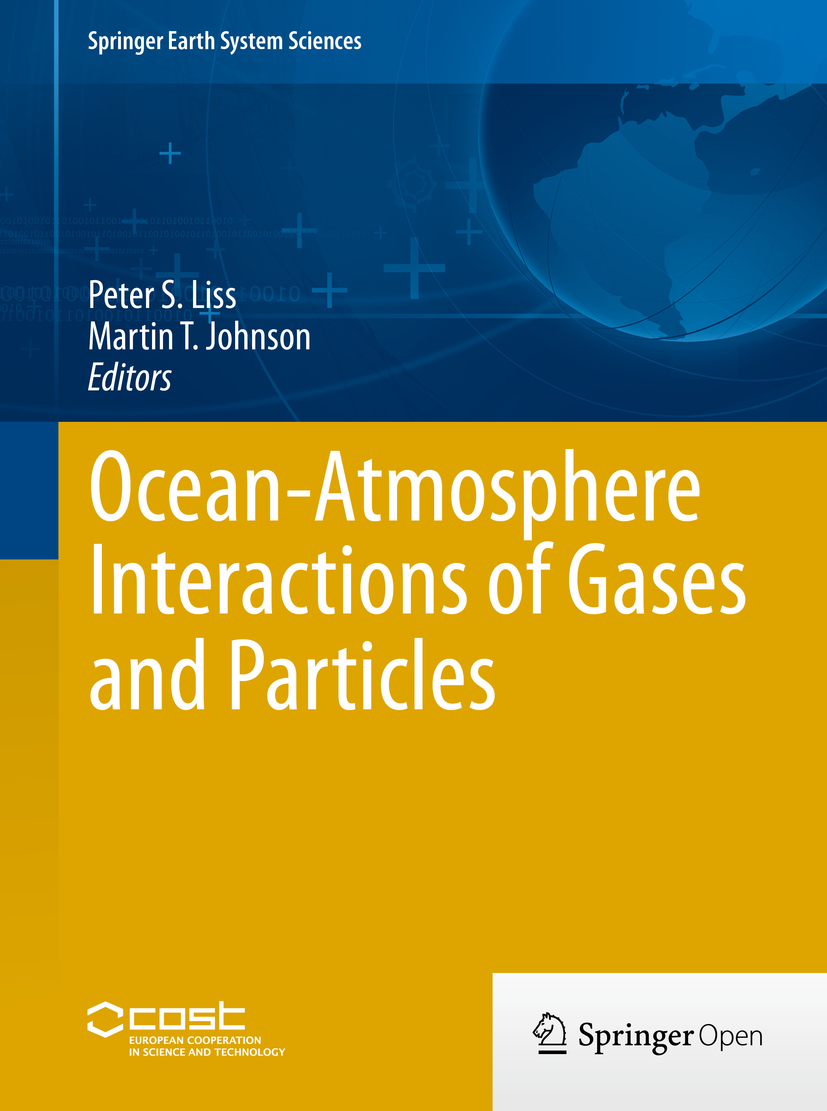 Springer Earth System Sciences
Peter S. Liss
Martin T. Johnson
Editors
Ocean-Atmosphere
Interactions of Gases
and Particles
cost
EUROPEAN COOPERATION
IN SCIENCE AND TECHNOLOGY
Springer Open